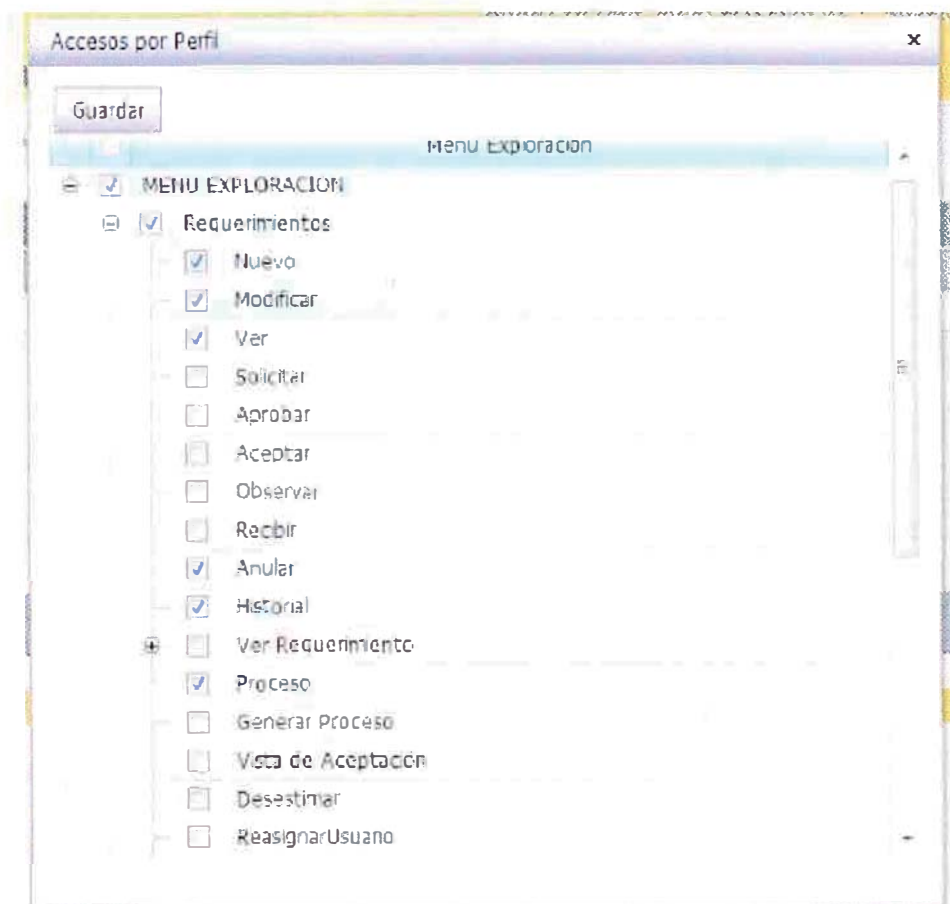 Accesos por Perfil
x
Guardar
Menu Exploracion
MENU EXPLORACION
Requerimientos
Nuevo
Modificar
Ver
Solicitar
Aprobar
Aceptar
Observar
Recibir
Anular
Historial
Ver Requerimiento
Proceso
Generar Proceso
Vista de Aceptación
Desestimar
ReasignarUsuario